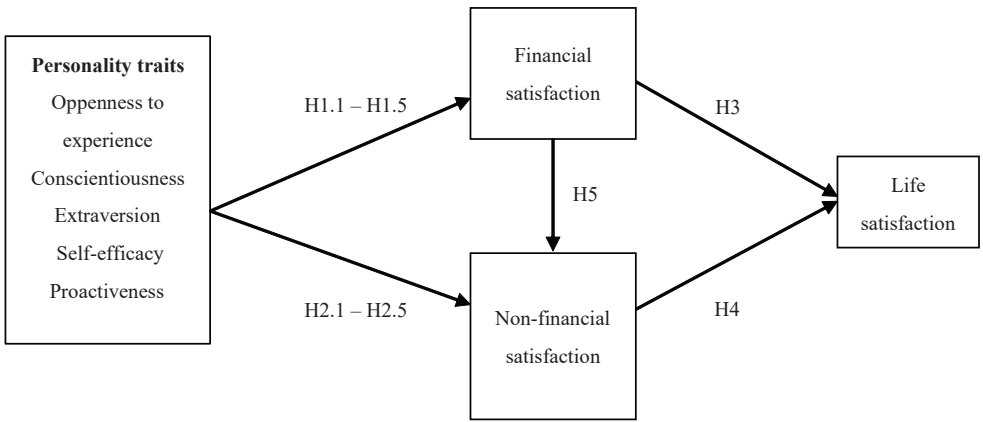 Personality traits
Oppenness to
experience
Conscientiousness
Extraversion
Self-efficacy
Proactiveness
H1.1 – H1.5
H2.1 – H2.5
Financial
satisfaction
H5
Non-financial
satisfaction
H3
H4
Life
satisfaction